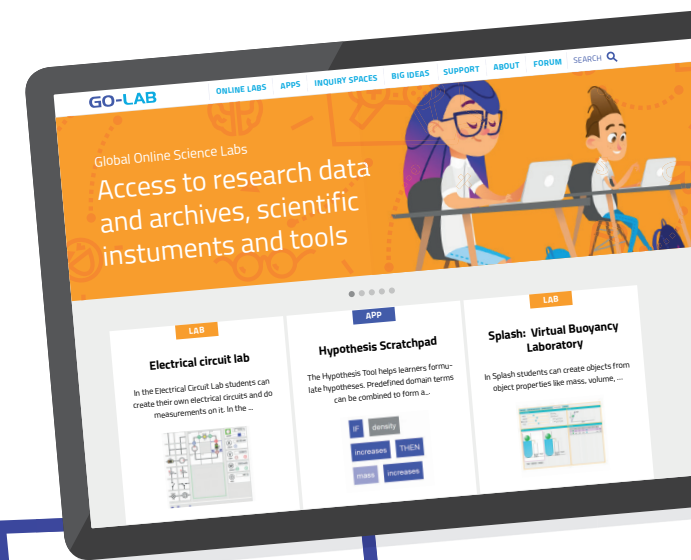 GO-LAB
ONLINE LABS APPS INQUIRY SPACES BIG IDEAS SUPPORT ABOUT FORUM SEARCH
Global Online Science Labs
Access to research data
and archives, scientific
instuments and tools
LAB
Electrical circuit lab
In the Electrical Circuit Lab students can
create their own electrical circuits and do
measurements on it. In the ...
APP
Hypothesis Scratchpad
The Hypothesis Tool helps learners formu-
late hypotheses. Predefined domain terms
can be combined to form a...
IF density
increases THEN
mass increases
LAB
Splash: Virtual Buoyancy
Laboratory
In Splash students can create objects from
object properties like mass, volume, ...